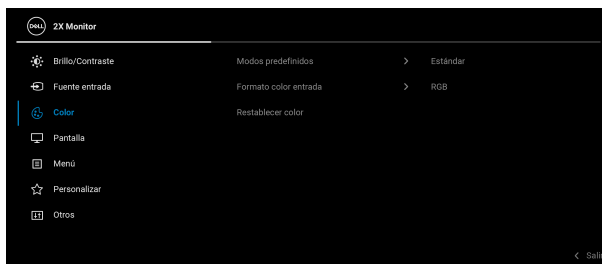 DELL 2X Monitor
Brillo/Contraste Modos predefinidos > Estándar
Fuente entrada Formato color entrada > RGB
Color Restablecer color
Pantalla
Menú
Personalizar
Otros
< Salir